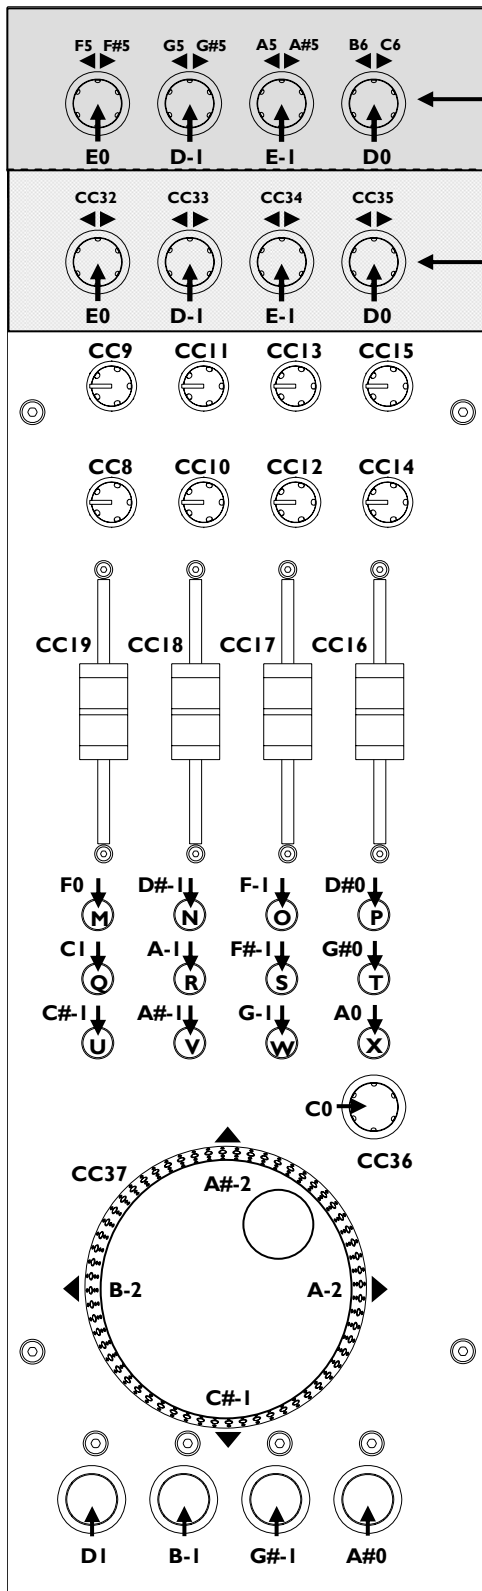 F5 F#5 G5 G#5 A5 A#5 B6 C6
E0 D-1 E-1 D0
CC32 CC33 CC34 CC35
E0 D-1 E-1 D0
CC9 CC11 CC13 CC15
CC8 CC10 CC12 CC14
CC19 CC18 CC17 CC16
F0 D#-1 F-1 D#0
M N O P
C1 A-1 F#-1 G#0
Q R S T
C#-1 A#-1 G-1 A0
U V W X
C0
CC36
CC37
A#-2
B-2 A-2
C#-1
D1 B-1 G#-1 A#0